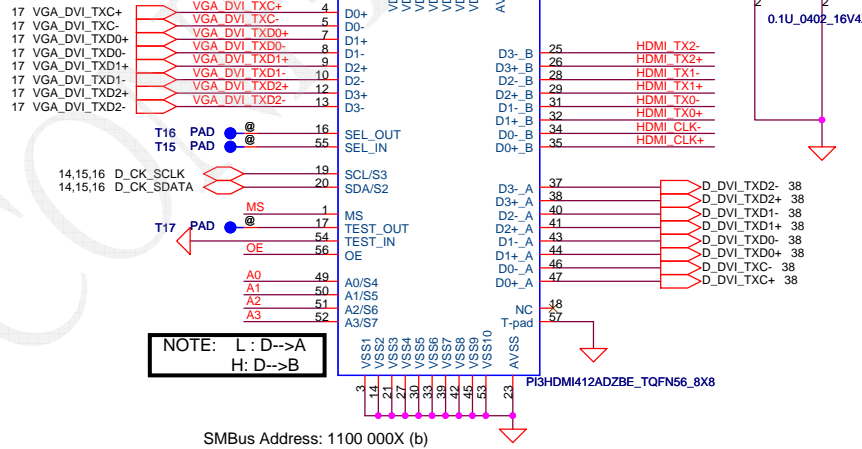 VDD
VDD
VDD
AV
2
2
0.1U_0402_16V4
17 VGA_DVI_TXC+ VGA_DVI_TXC+ 4 D0+
17 VGA_DVI_TXC- VGA_DVI_TXC- 5 D0-
17 VGA_DVI_TXD0+ VGA_DVI_TXD0+ 7 D1+
17 VGA_DVI_TXD0- VGA_DVI_TXD0- 8 D1-
17 VGA_DVI_TXD1+ VGA_DVI_TXD1+ 9 D2+
17 VGA_DVI_TXD1- VGA_DVI_TXD1- 10 D2-
17 VGA_DVI_TXD2+ VGA_DVI_TXD2+ 12 D3+
17 VGA_DVI_TXD2- VGA_DVI_TXD2- 13 D3-
D3-_B 25 HDMI_TX2-
D3+_B 26 HDMI_TX2+
D2-_B 28 HDMI_TX1-
D2+_B 29 HDMI_TX1+
D1-_B 31 HDMI_TX0-
D1+_B 32 HDMI_TX0+
D0-_B 34 HDMI_CLK-
D0+_B 35 HDMI_CLK+
T16 PAD @ 16 SEL_OUT
T15 PAD @ 55 SEL_IN
14,15,16 D_CK_SCLK 19 SCL/S3
14,15,16 D_CK_SDATA 20 SDA/S2
MS 1 MS
T17 PAD @ 17 TEST_OUT
54 TEST_IN
OE 56 OE
D3-_A 37 D_DVI_TXD2- 38
D3+_A 38 D_DVI_TXD2+ 38
D2-_A 40 D_DVI_TXD1- 38
D2+_A 41 D_DVI_TXD1+ 38
D1-_A 43 D_DVI_TXD0- 38
D1+_A 44 D_DVI_TXD0+ 38
D0-_A 46 D_DVI_TXC- 38
D0+_A 47 D_DVI_TXC+ 38
A0 49 A0/S4
A1 50 A1/S5
A2 51 A2/S6
A3 52 A3/S7
NC 18
T-pad 57
NOTE: L : D-->A
H: D-->B
VSS1 VSS2 VSS3 VSS4 VSS5 VSS6 VSS7 VSS8 VSS9 VSS10 AVSS
3 14 21 27 30 33 39 42 45 53 23
PI3HDMI412ADZBE_TQFN56_8X8
SMBus Address: 1100 000X (b)
CON